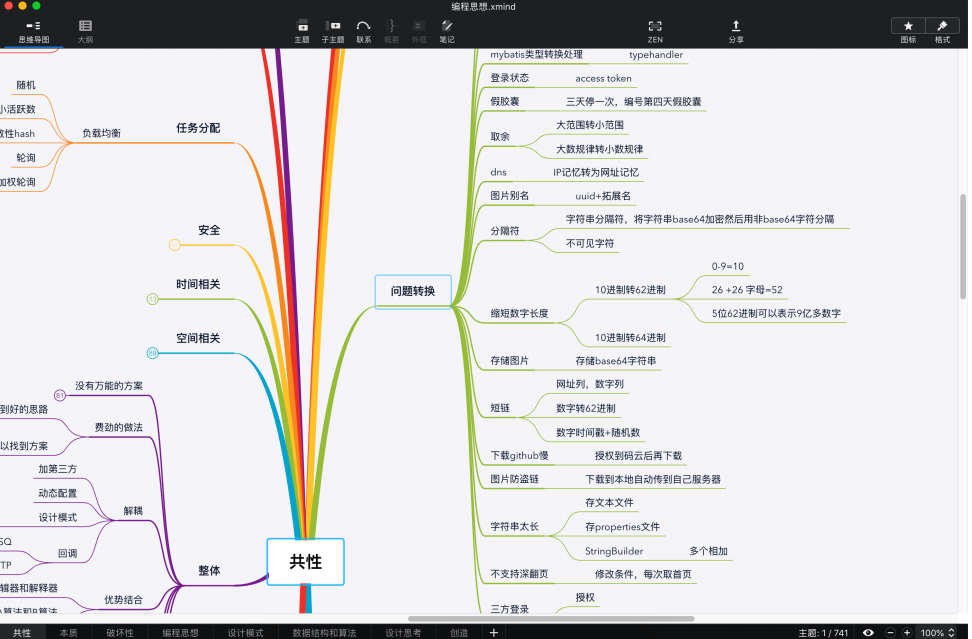 编程思想.xmind
思维导图
大纲
主题
子主题
联系
概要
外框
笔记
ZEN
分享
图标
格式
随机
小活跃数
致性hash
轮询
加权轮询
负载均衡
任务分配
安全
时间相关
13
空间相关
89
没有万能的方案
81
到好的思路
费劲的做法
以找到方案
加第三方
动态配置
设计模式
解耦
SQ
回调
TP
整体
辑器和解释器
优势结合
A算法和B算法
共性
问题转换
mybatis类型转换处理
typehandler
登录状态
access token
假胶囊
三天停一次，编号第四天假胶囊
取余
大范围转小范围
大数规律转小数规律
dns
IP记忆转为网址记忆
图片别名
uuid+拓展名
分隔符
字符串分隔符，将字符串base64加密然后用非base64字符分隔
不可见字符
缩短数字长度
10进制转62进制
0-9=10
26 +26 字母=52
5位62进制可以表示9亿多数字
10进制转64进制
存储图片
存储base64字符串
短链
网址列，数字列
数字转62进制
数字时间戳+随机数
下载github慢
授权到码云后再下载
图片防盗链
下载到本地自动传到自己服务器
字符串太长
存文本文件
存properties文件
StringBuilder
多个相加
不支持深翻页
修改条件，每次取首页
三方登录
授权
共性
本质
破坏性
编程思想
设计模式
数据结构和算法
设计思考
创造
主题: 1 / 741
100%